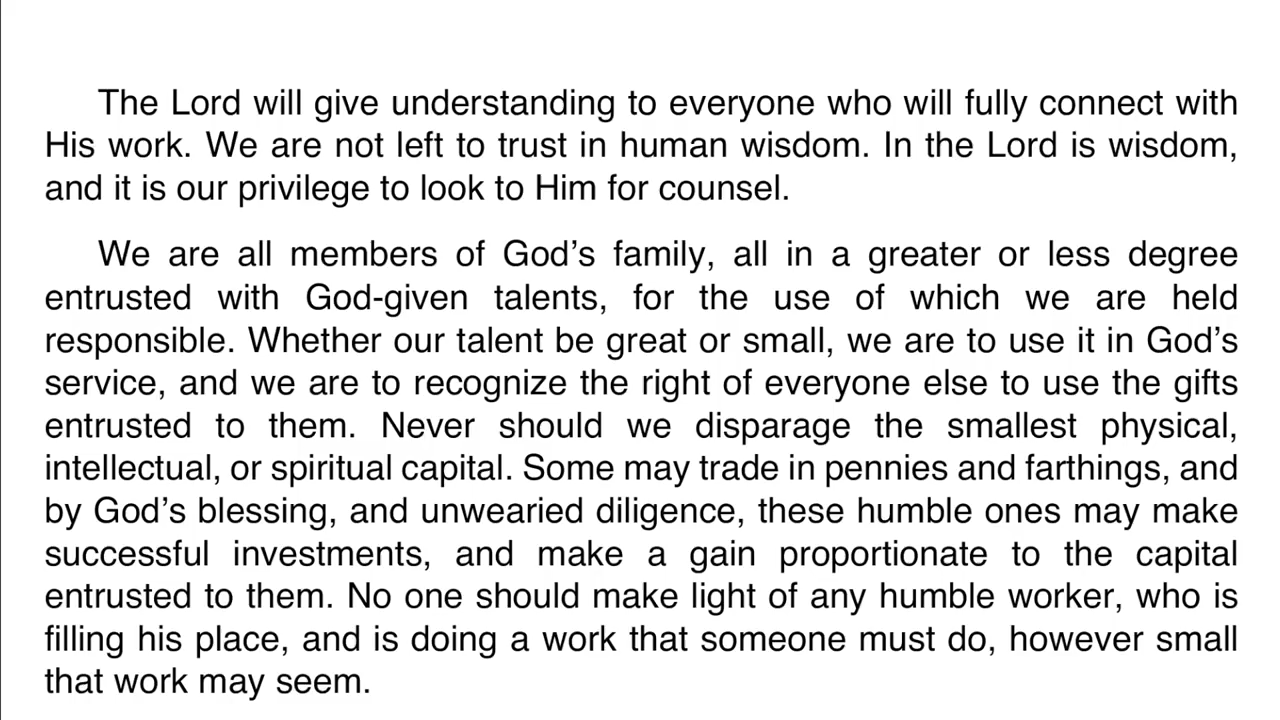 The Lord will give understanding to everyone who will fully connect with
His work. We are not left to trust in human wisdom. In the Lord is wisdom,
and it is our privilege to look to Him for counsel.
We are all members of God’s family, all in a greater or less degree
entrusted with God-given talents, for the use of which we are held
responsible. Whether our talent be great or small, we are to use it in God’s
service, and we are to recognize the right of everyone else to use the gifts
entrusted to them. Never should we disparage the smallest physical,
intellectual, or spiritual capital. Some may trade in pennies and farthings, and
by God’s blessing, and unwearied diligence, these humble ones may make
successful investments, and make a gain proportionate to the capital
entrusted to them. No one should make light of any humble worker, who is
filling his place, and is doing a work that someone must do, however small
that work may seem.